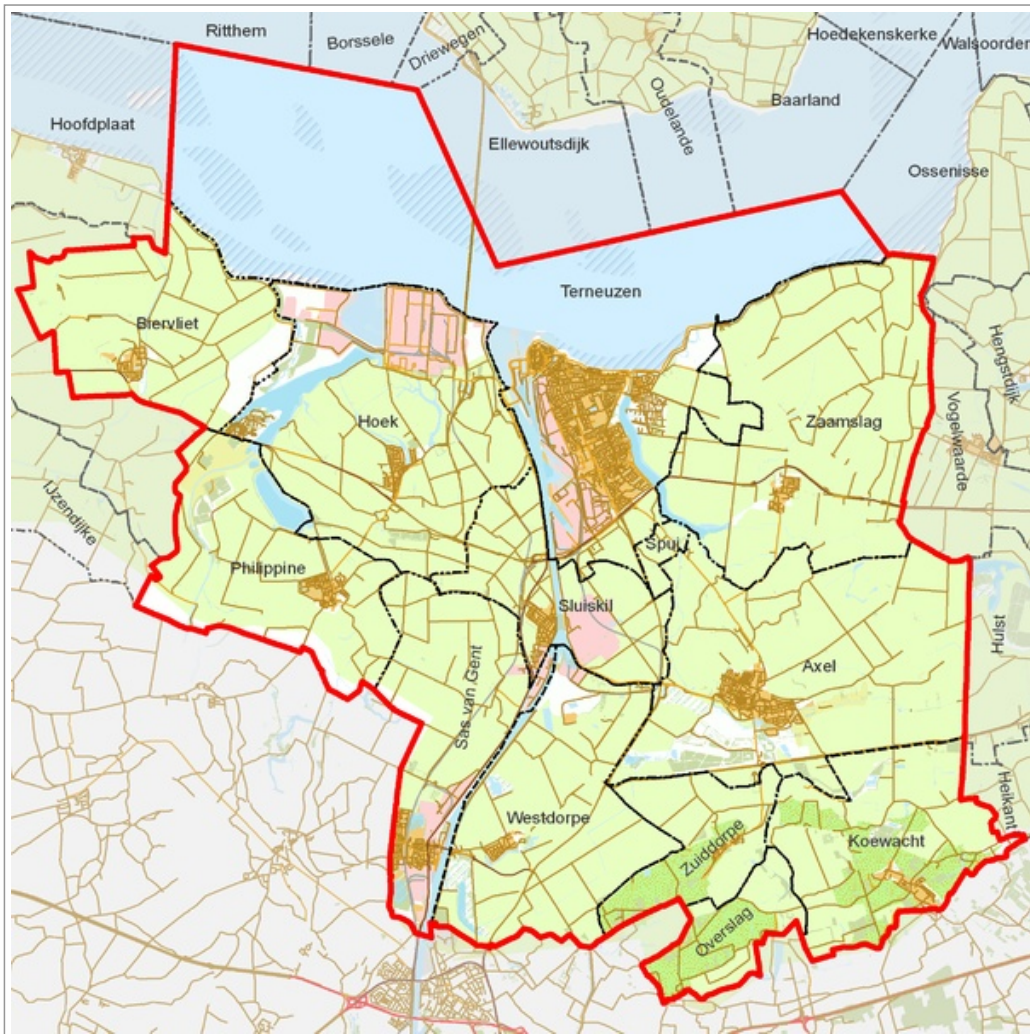 Ritthem
Borssele
Driewegen
Hoedekenskerke
Walsoorden
Hoofdplaat
Ellewoutsdijk
Oudelande
Baarland
Ossenisse
Terneuzen
Biervliet
Hengstdijk
Hoek
Zaamslag
Vogelwaarde
IJzendijke
Spui
Philippine
Sluiskil
Hulst
Sas van Gent
Axel
Heikant
Westdorpe
Zuiddorpe
Koewacht
Overslag